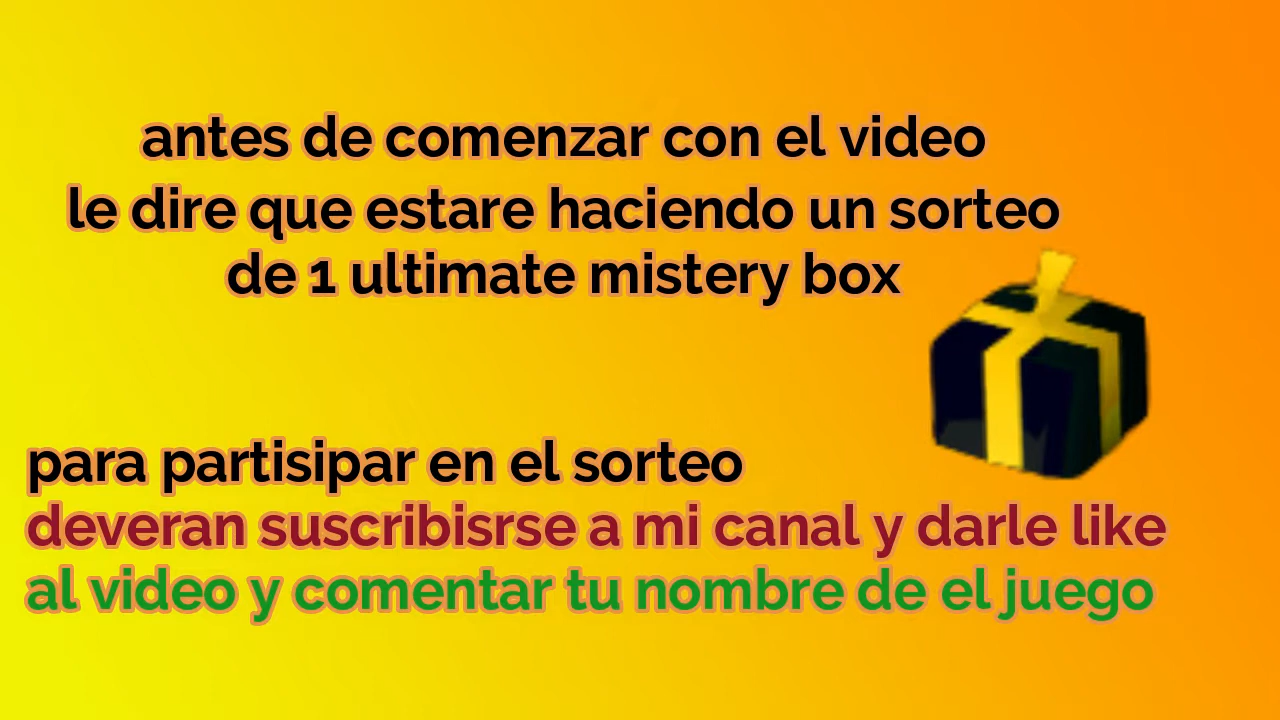 antes de comenzar con el video
le dire que estare haciendo un sorteo
de 1 ultimate mistery box
para partisipar en el sorteo
deveran suscribisrse a mi canal y darle like
al video y comentar tu nombre de el juego